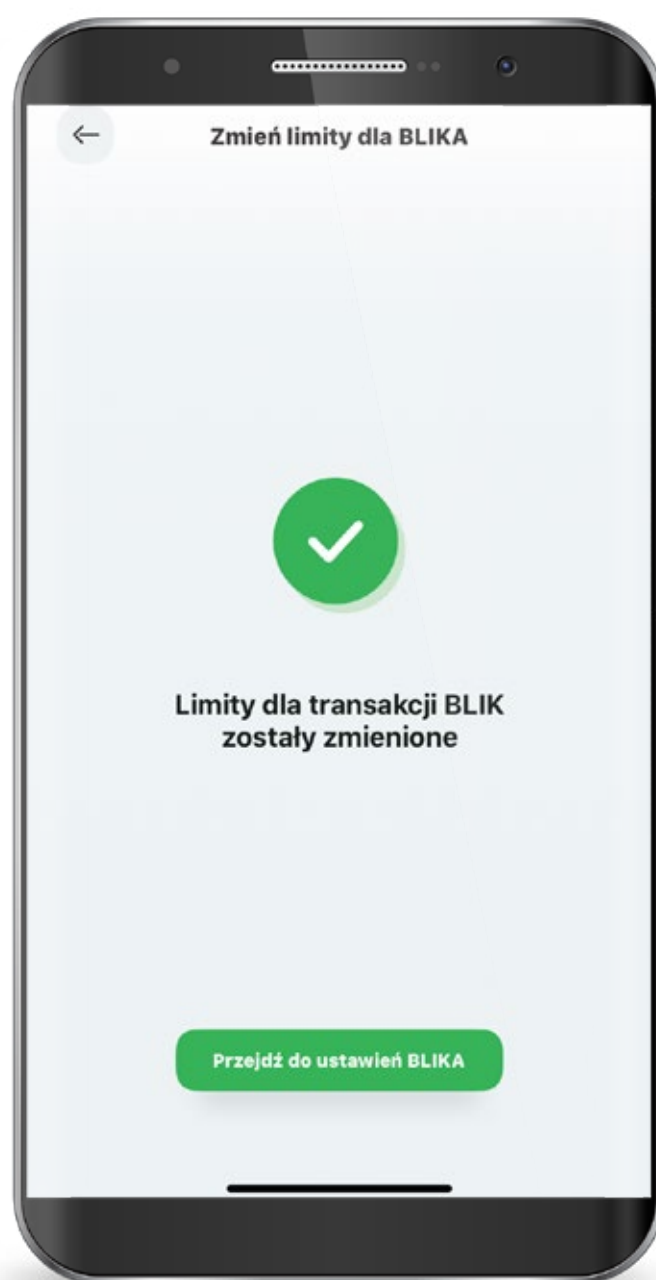 Zmień limity dla BLIKA
Limity dla transakcji BLIK
zostały zmienione
Przejdź do ustawień BLIKA